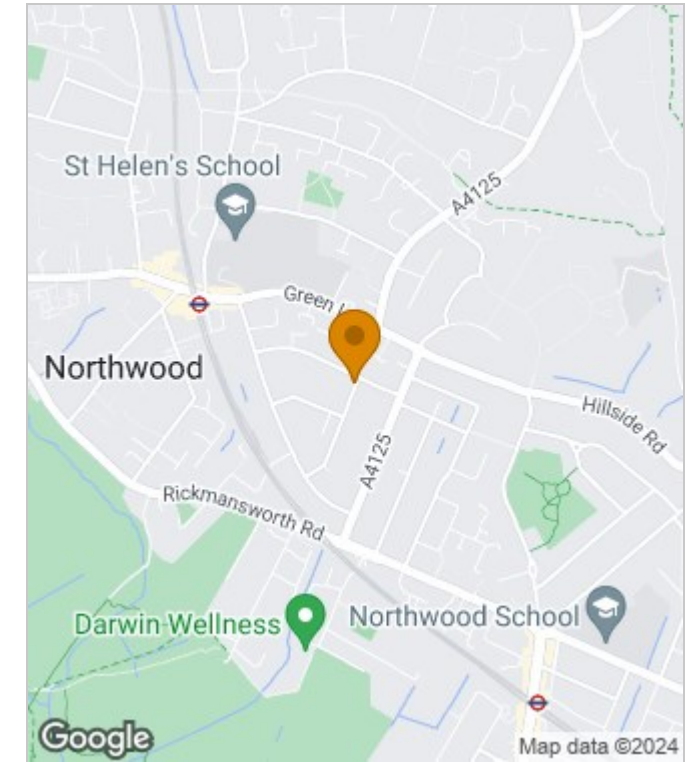 St Helen's School
A4125
Green
Northwood
Hillside Rd
A4125
Rickmansworth Rd
Darwin Wellness
Northwood School
Google
Map data ©2024